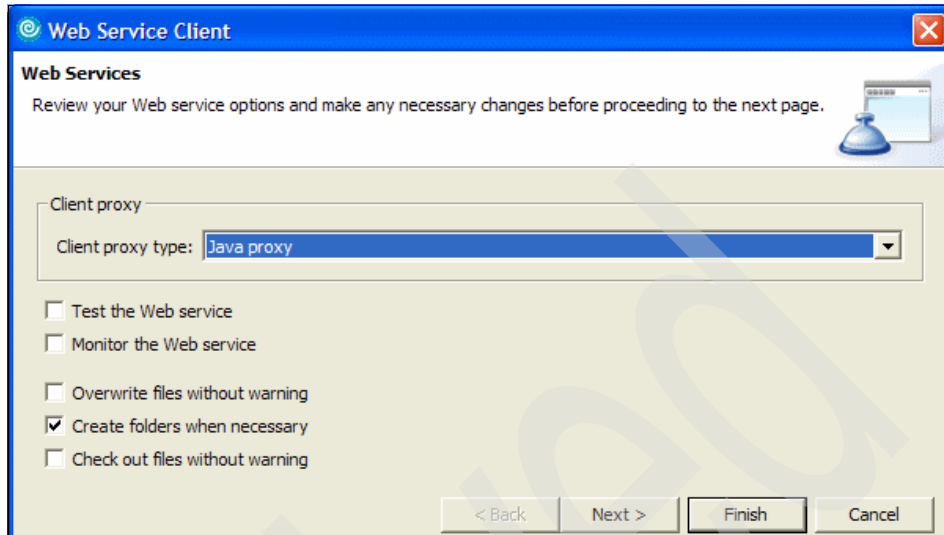 Web Service Client
Web Services
Review your Web service options and make any necessary changes before proceeding to the next page.
Client proxy
Client proxy type: Java proxy
Test the Web service
Monitor the Web service
Overwrite files without warning
Create folders when necessary
Check out files without warning
< Back Next > Finish Cancel